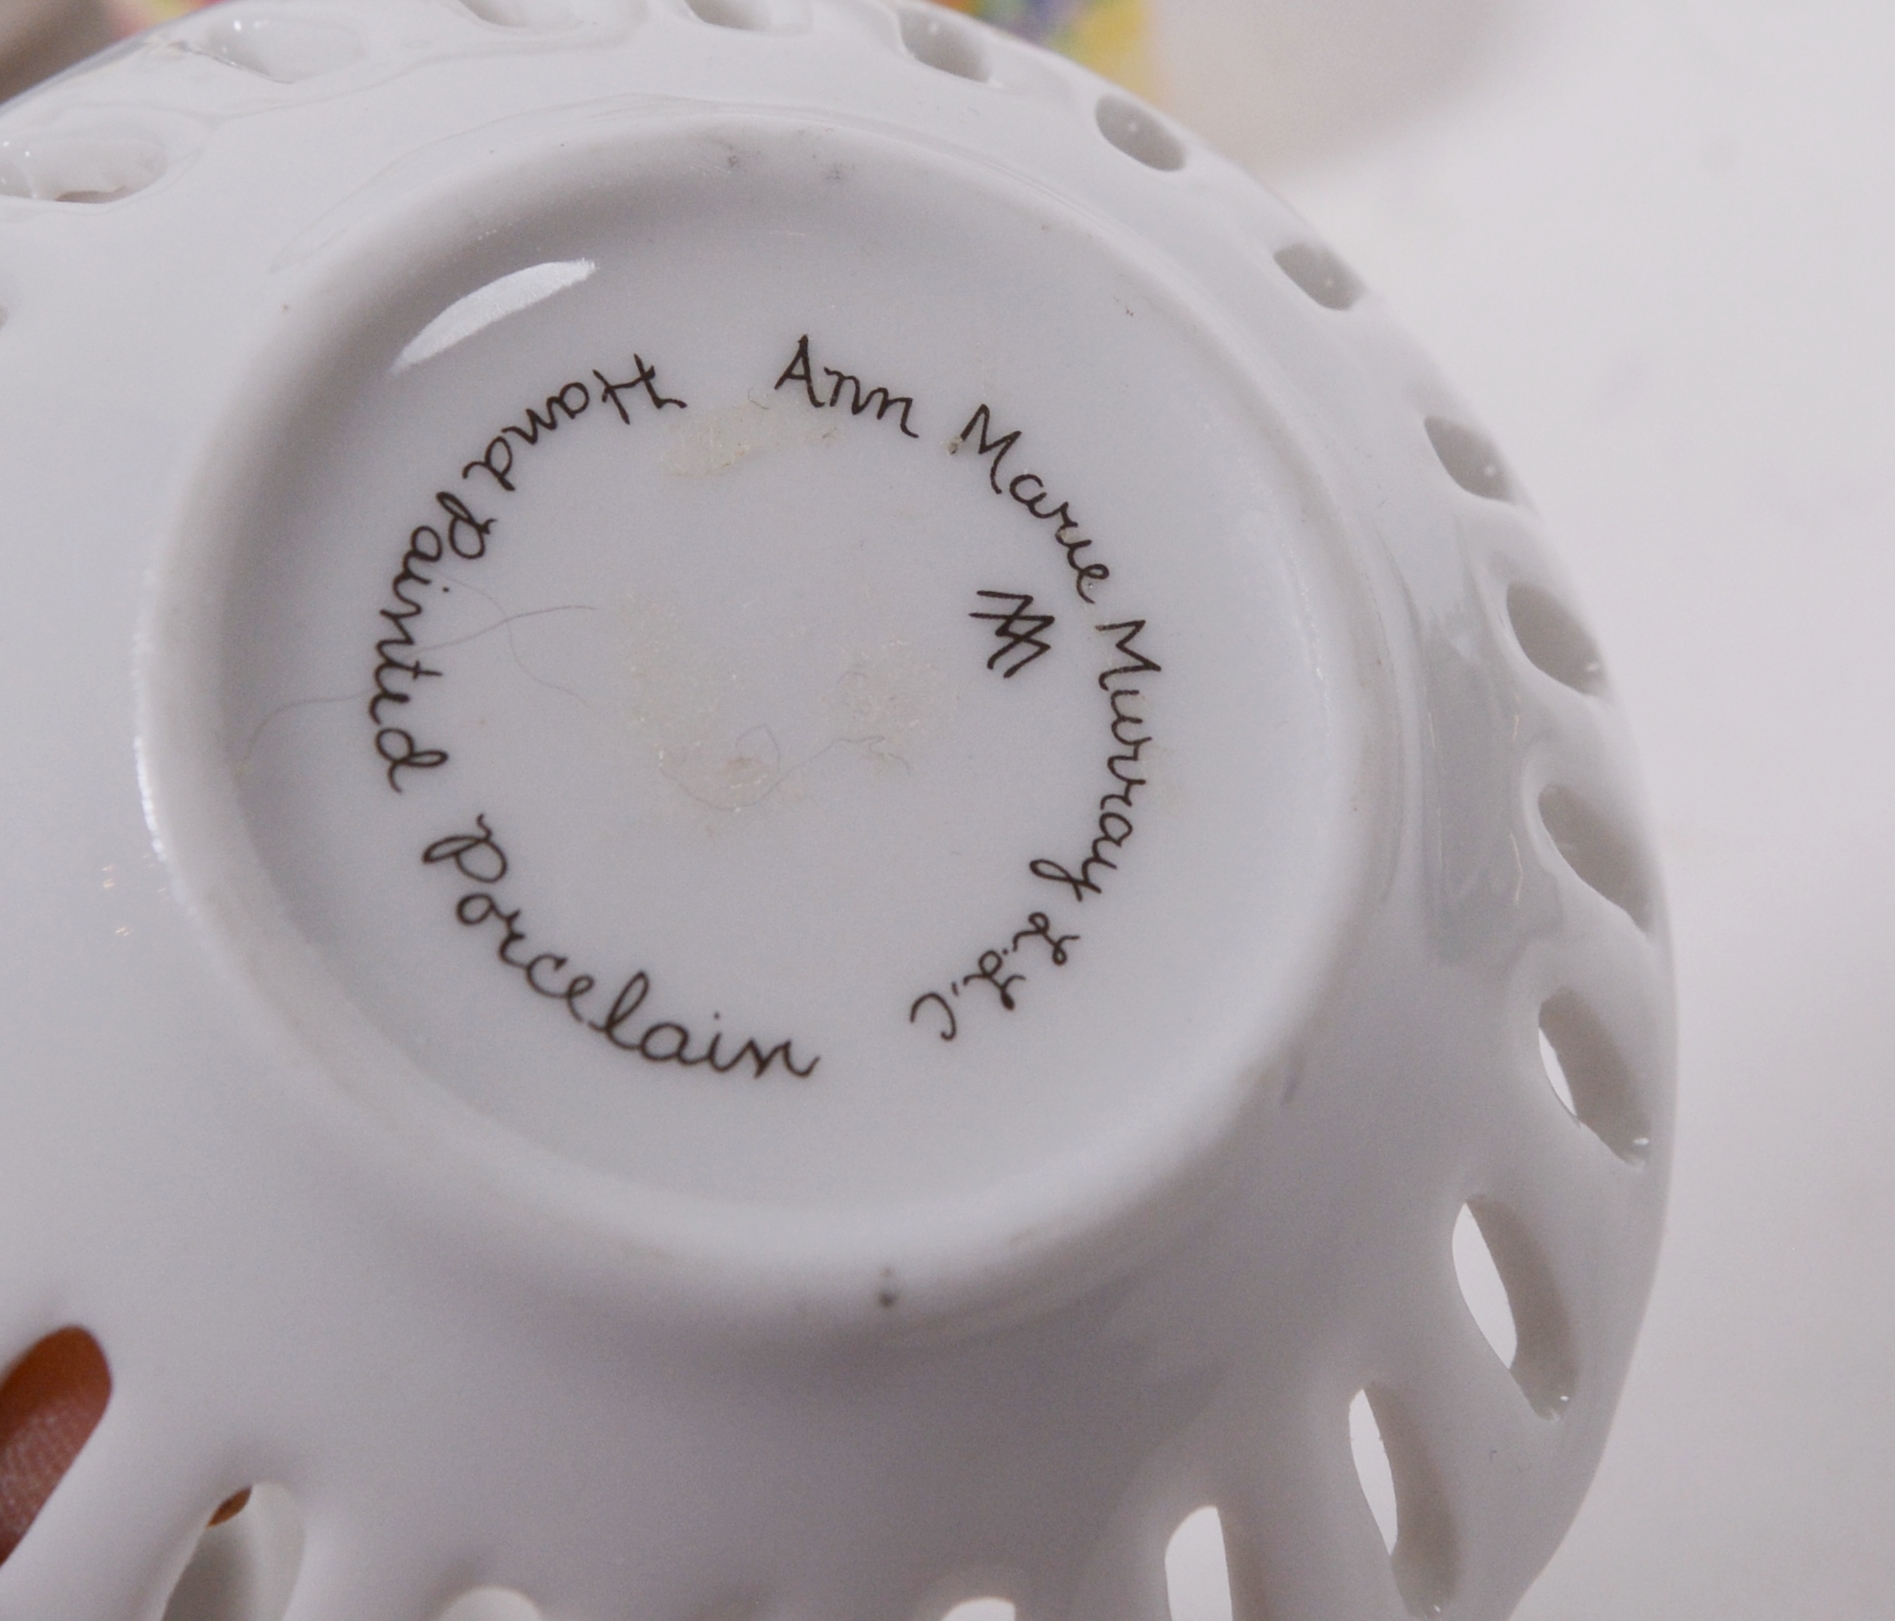 Ann Marie Murray L.L.C
Hand Painted Porcelain